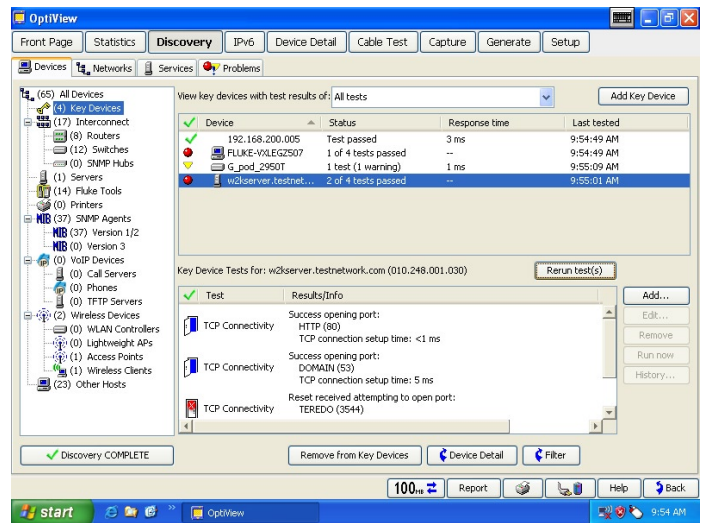 OptiView
Front Page Statistics Discovery IPv6 Device Detail Cable Test Capture Generate Setup
Devices Networks Services Problems
(65) All Devices
(4) Key Devices
(17) Interconnect
(8) Routers
(12) Switches
(0) SNMP Hubs
(1) Servers
(14) Fluke Tools
(0) Printers
MIB (37) SNMP Agents
MIB (37) Version 1/2
MIB (0) Version 3
(0) VoIP Devices
(0) Call Servers
(0) Phones
(0) TFTP Servers
(2) Wireless Devices
(0) WLAN Controllers
(0) Lightweight APs
(1) Access Points
(1) Wireless Clients
(23) Other Hosts
Discovery COMPLETE
View key devices with test results of: All tests Add Key Device
Device Status Response time Last tested
192.168.200.005 Test passed 3 ms 9:54:49 AM
FLUKE-VXLEGZ507 1 of 4 tests passed -- 9:54:49 AM
G_pod_2950T 1 test (1 warning) 1 ms 9:55:09 AM
w2kserver.testnet... 2 of 4 tests passed -- 9:55:01 AM
Key Device Tests for: w2kserver.testnetwork.com (010.248.001.030) Rerun test(s)
Test Results/Info
Success opening port:
TCP Connectivity HTTP (80)
TCP connection setup time: <1 ms
Success opening port:
TCP Connectivity DOMAIN (53)
TCP connection setup time: 5 ms
Reset received attempting to open port:
TCP Connectivity TEREDO (3544)
Add...
Edit...
Remove
Run now
History...
Remove from Key Devices Device Detail Filter
100 HD Report Help Back
start OptiView 9:54 AM